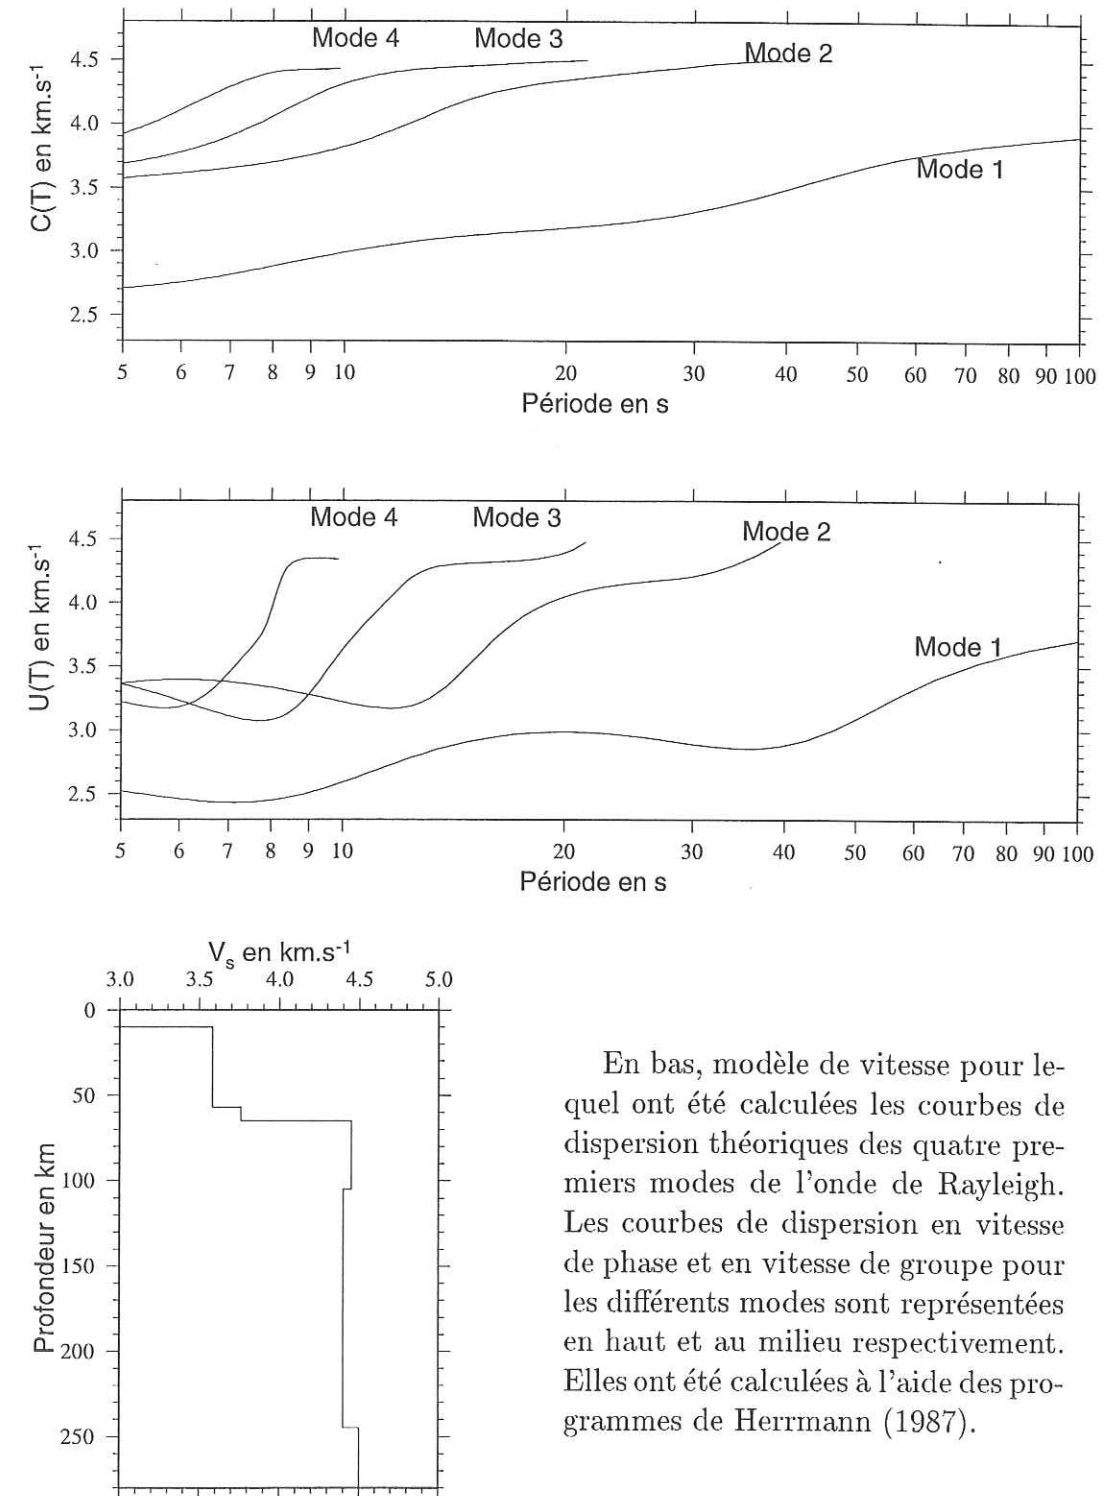 Mode 4 Mode 3 Mode 2
Mode 1
C(T) en km.s-1
4.5
4.0
3.5
3.0
2.5
5 6 7 8 9 10 20 30 40 50 60 70 80 90 100
Période en s
Mode 4 Mode 3 Mode 2
Mode 1
U(T) en km.s-1
4.5
4.0
3.5
3.0
2.5
5 6 7 8 9 10 20 30 40 50 60 70 80 90 100
Période en s
Vs en km.s-1
3.0 3.5 4.0 4.5 5.0
Profondeur en km
0
50
100
150
200
250
En bas, modèle de vitesse pour le-
quel ont été calculées les courbes de
dispersion théoriques des quatre pre-
miers modes de l'onde de Rayleigh.
Les courbes de dispersion en vitesse
de phase et en vitesse de groupe pour
les différents modes sont représentées
en haut et au milieu respectivement.
Elles ont été calculées à l'aide des pro-
grammes de Herrmann (1987).